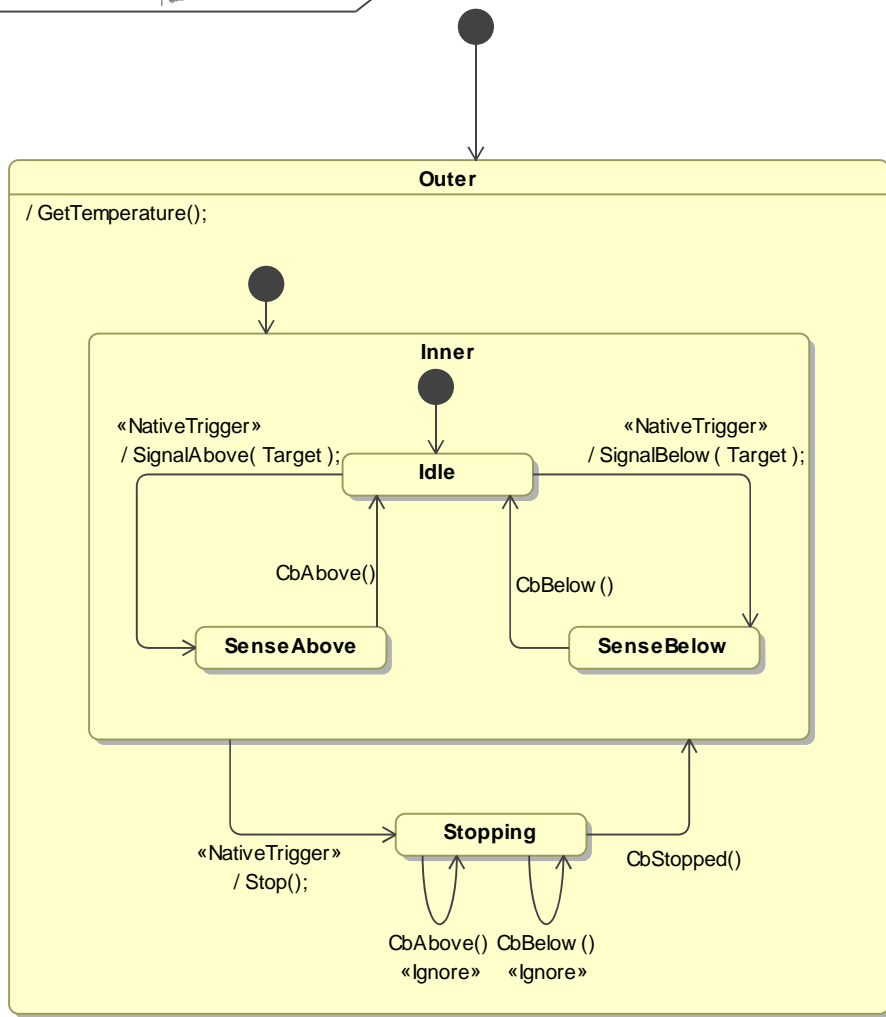 Outer
/ GetTemperature();
Inner
«NativeTrigger»
/ SignalAbove( Target );
«NativeTrigger»
/ SignalBelow ( Target );
Idle
CbAbove()
CbBelow ()
SenseAbove
SenseBelow
Stopping
«NativeTrigger»
/ Stop();
CbStopped()
CbAbove()
«Ignore»
CbBelow ()
«Ignore»